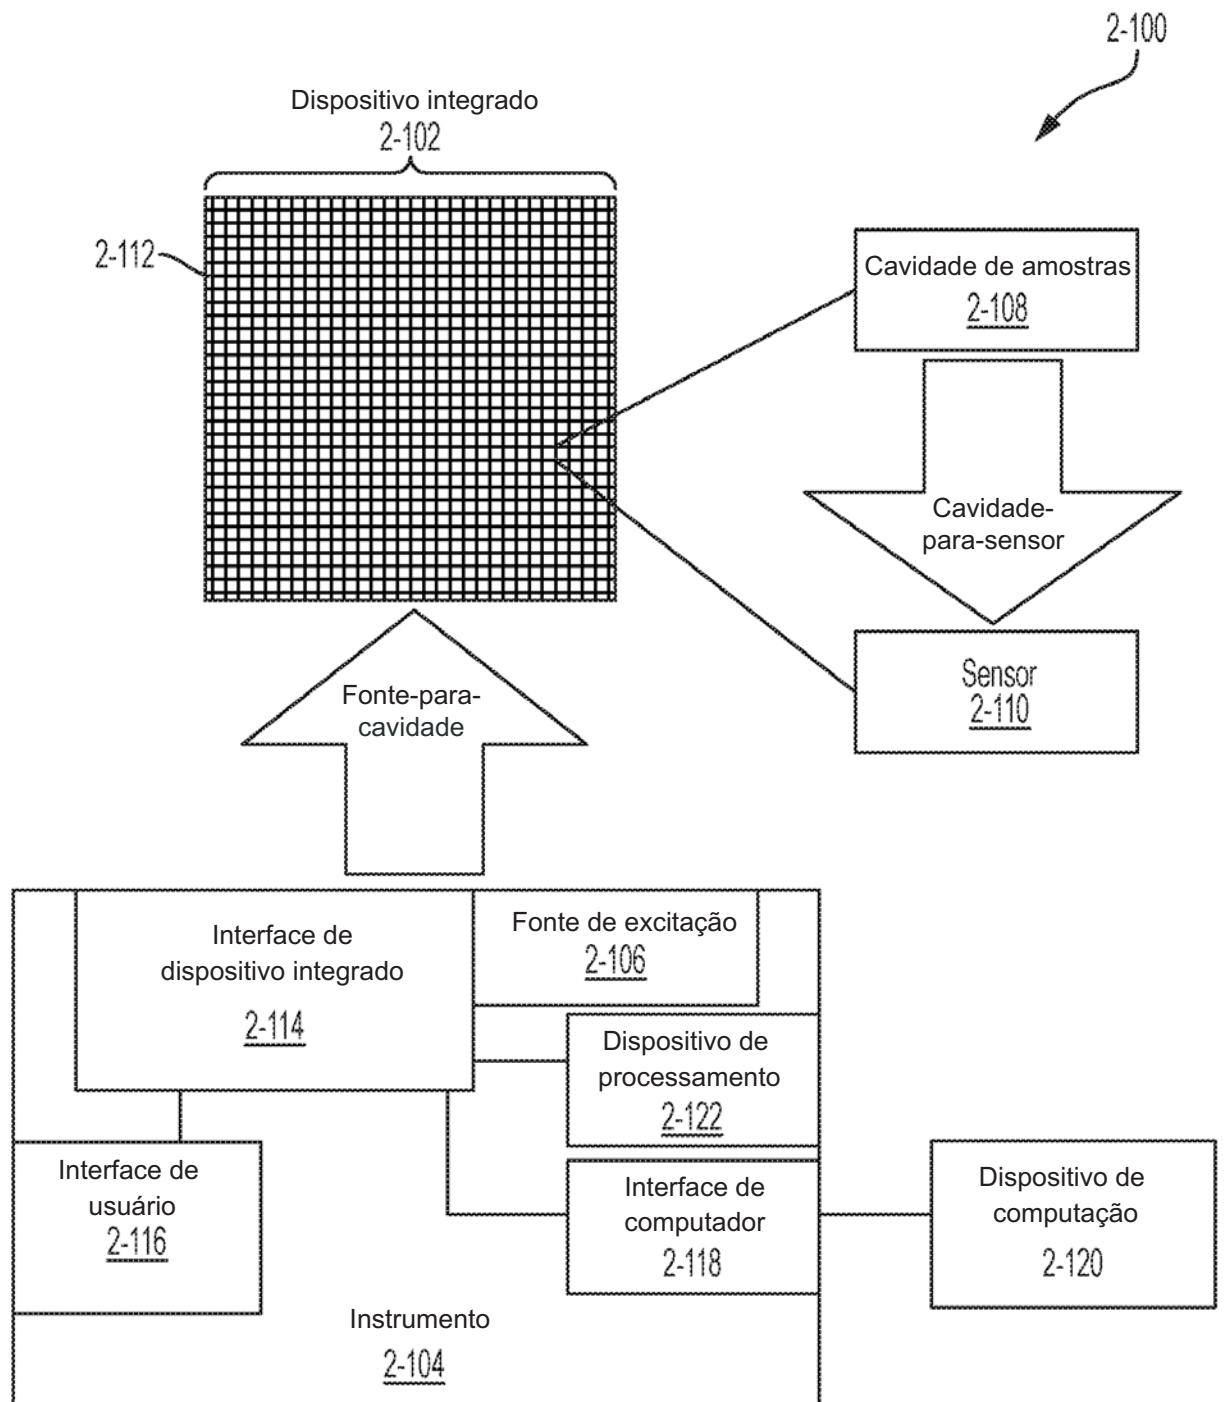 2-100
Dispositivo integrado
2-102
2-112
Cavidade de amostras
2-108
Cavidade-
para-sensor
Sensor
2-110
Fonte-para-
cavidade
Interface de
dispositivo integrado
2-114
Fonte de excitação
2-106
Dispositivo de
processamento
2-122
Interface de
usuário
2-116
Interface de
computador
2-118
Dispositivo de
computação
2-120
Instrumento
2-104